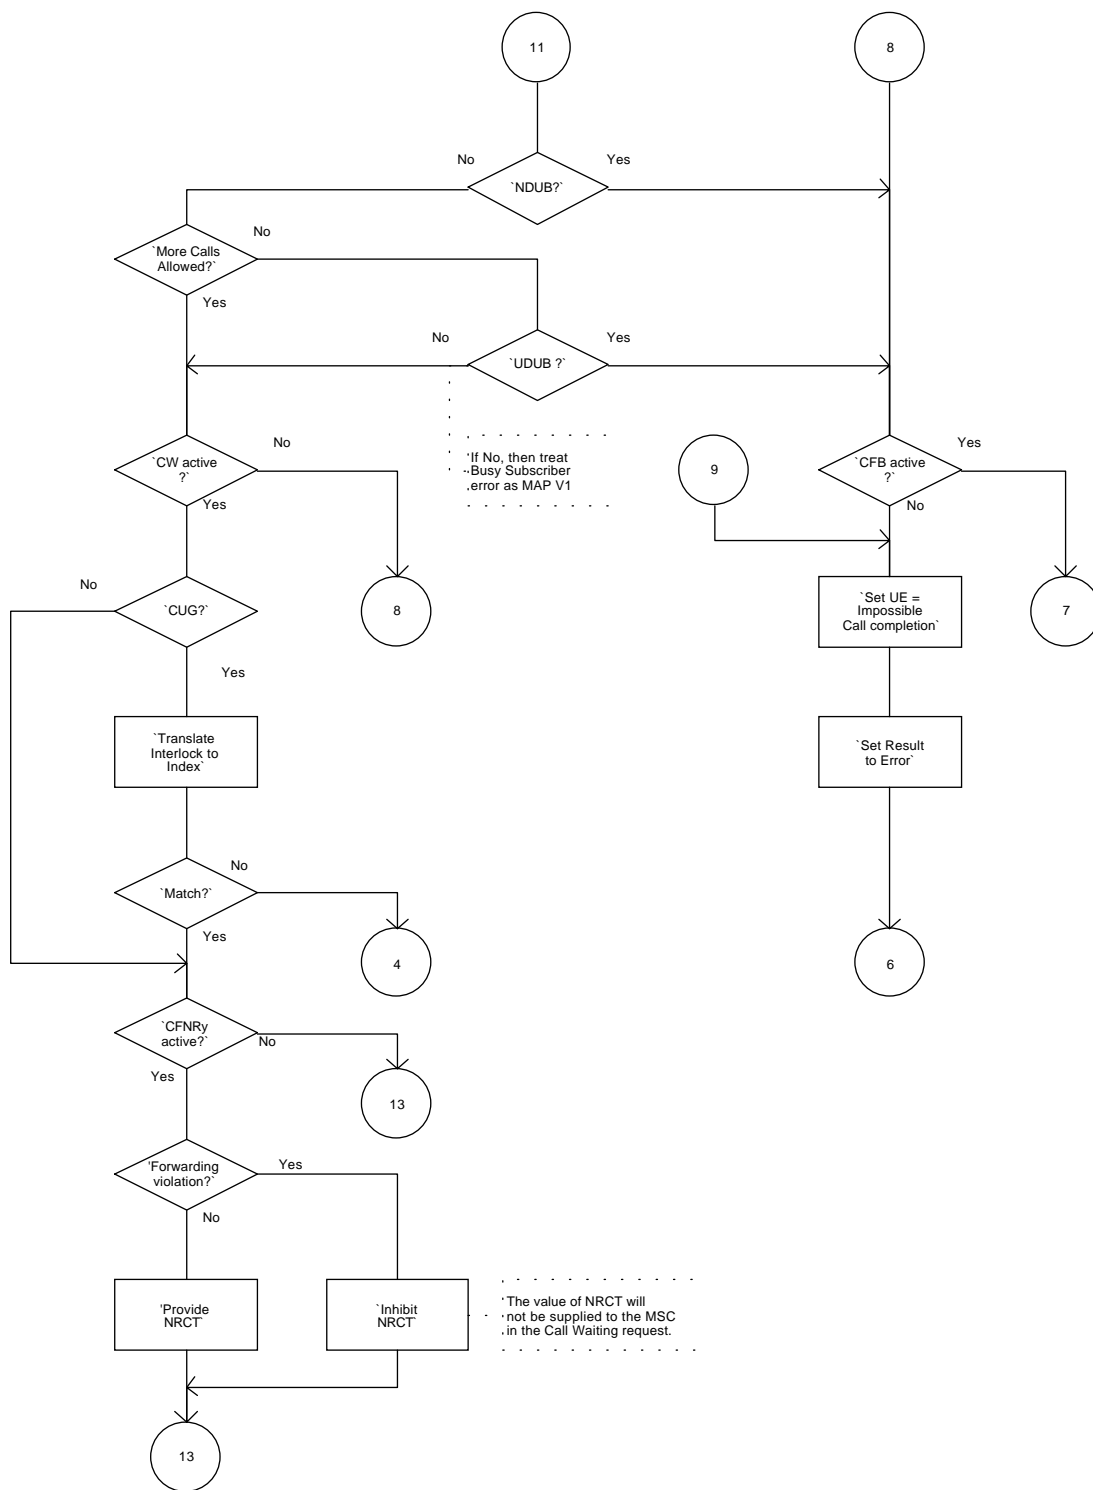 11
8
No
Yes
`NDUB?`
`More Calls
Allowed?`
No
Yes
No
Yes
`UDUB ?`
`CW active
?`
No
Yes
If No, then treat
Busy Subscriber
error as MAP V1
9
`CFB active
?`
Yes
No
No
`CUG?`
Yes
8
`Set UE =
Impossible
Call completion`
7
`Translate
Interlock to
Index`
`Set Result
to Error`
No
`Match?`
Yes
4
6
`CFNRy
active?`
No
Yes
13
'Forwarding
violation?`
Yes
No
'Provide
NRCT`
`Inhibit
NRCT`
The value of NRCT will
not be supplied to the MSC
in the Call Waiting request.
13